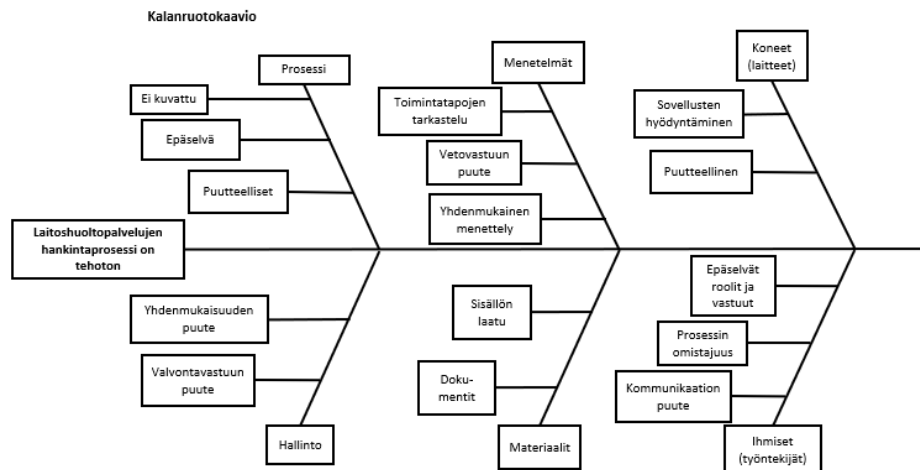 Kalanruotokaavio
Prosessi
Ei kuvattu
Epäselvä
Puutteelliset
Menetelmät
Toimintatapojen
tarkastelu
Vetovastuun
puute
Yhdenmukainen
menettely
Koneet
(laitteet)
Sovellusten
hyödyntäminen
Puutteellinen
Laitoshuoltopalvelujen
hankintaprosessi on
tehoton
Yhdenmukaisuuden
puute
Valvontavastuun
puute
Hallinto
Sisällön
laatu
Doku-
mentit
Materiaalit
Epäselvät
roolit ja
vastuut
Prosessin
omistajuus
Kommunikaation
puute
Ihmiset
(työntekijät)